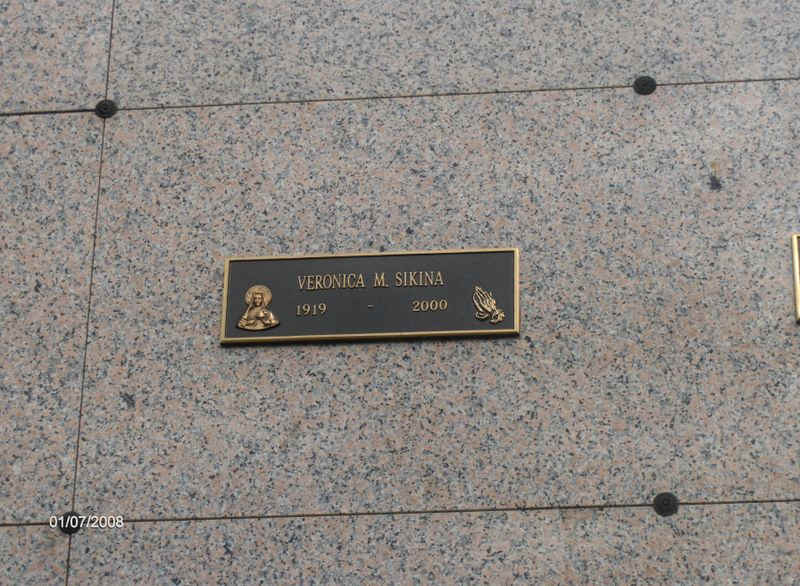 VERONICA M. SIKINA
1919 - 2000
01/07/2008